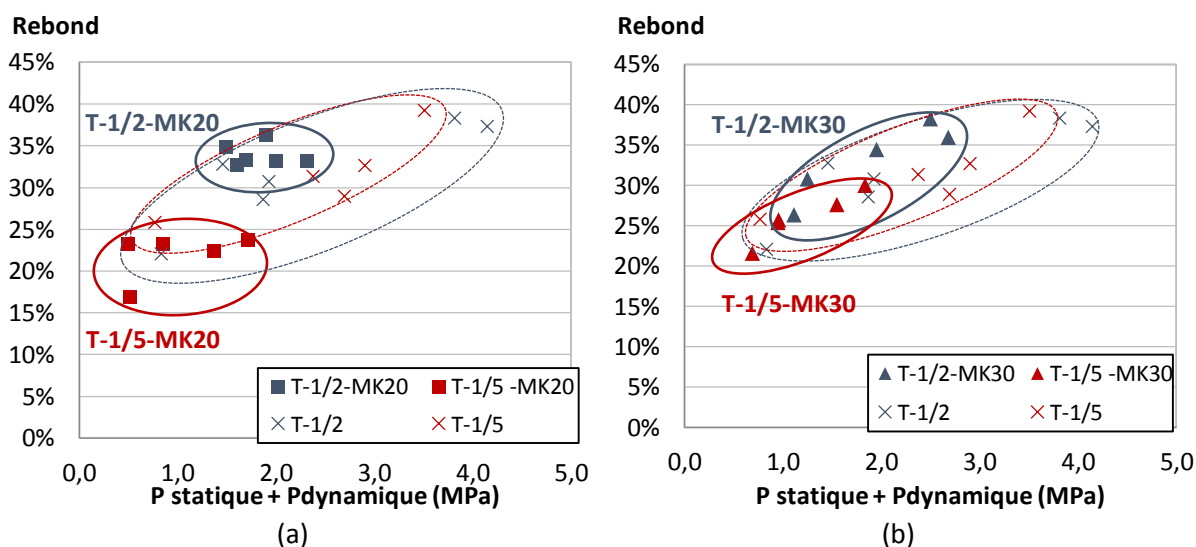 Rebond
45%
40%
35%
30%
25%
20%
15%
10%
5%
0%
T-1/2-MK20
T-1/5-MK20
T-1/2-MK20 T-1/5 -MK20
T-1/2 T-1/5
0,0 1,0 2,0 3,0 4,0 5,0
P statique + Pdynamique (MPa)
(a)
Rebond
45%
40%
35%
30%
25%
20%
15%
10%
5%
0%
T-1/2-MK30
T-1/5-MK30
T-1/2-MK30 T-1/5 -MK30
T-1/2 T-1/5
0,0 1,0 2,0 3,0 4,0 5,0
P statique + Pdynamique (MPa)
(b)